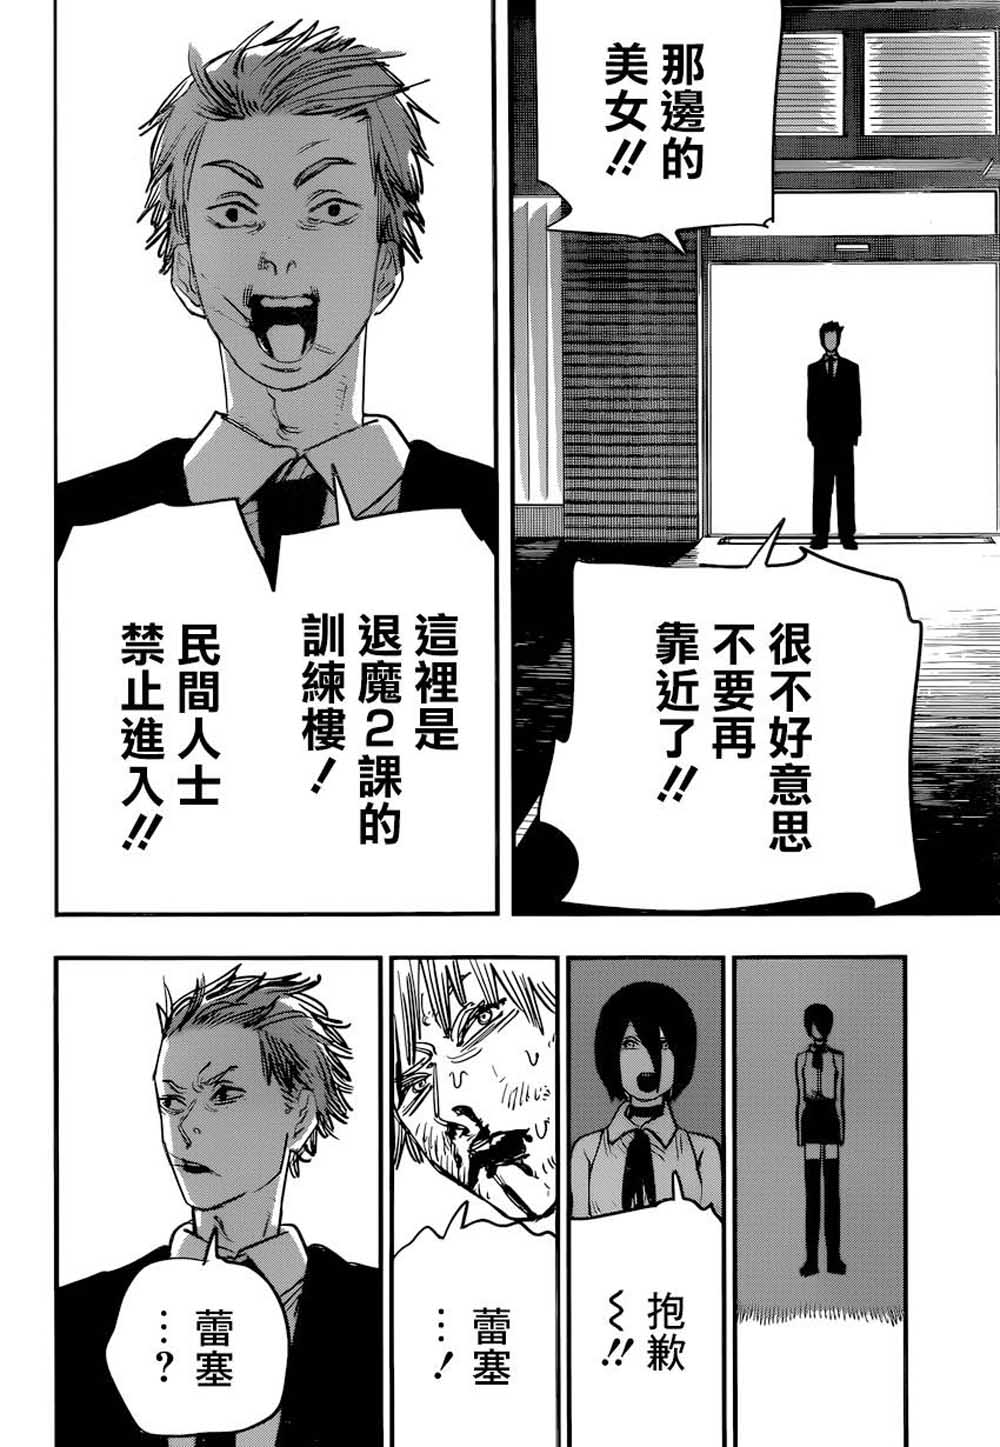 那邊的
美女!!
很不好意思
不要再
靠近了!!
這裡是
退魔2課的
訓練樓!
民間人士
禁止進入!!
抱歉
～!!
蕾塞
…!
蕾塞
…?